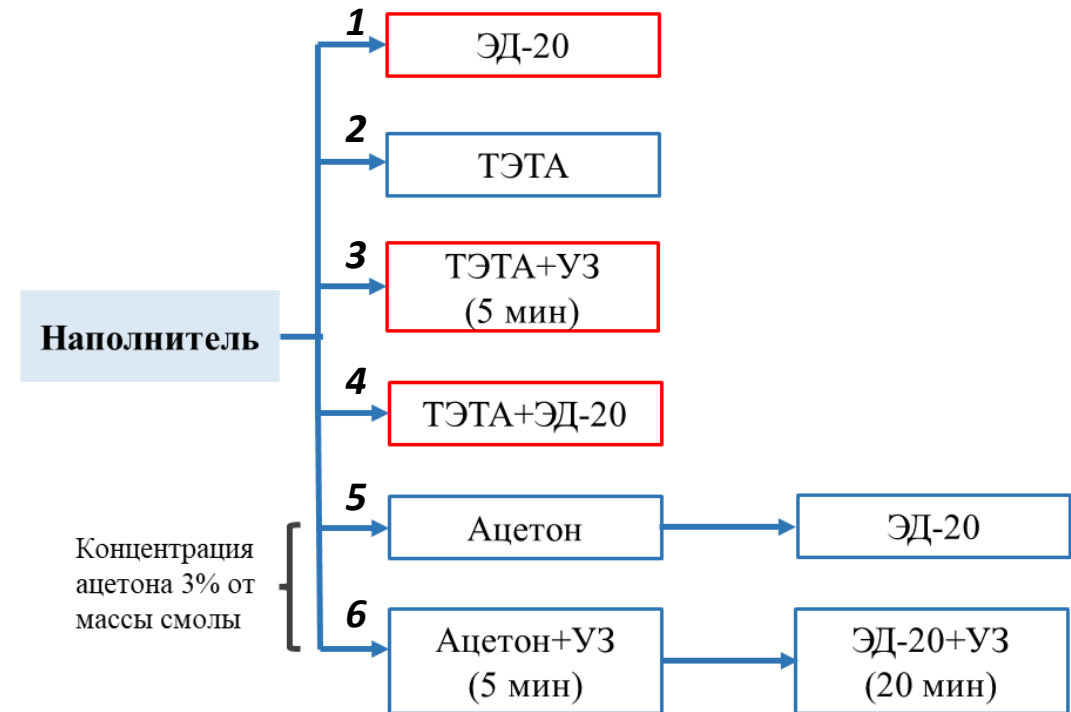 1
ЭД-20
2
ТЭТА
3
ТЭТА+УЗ
(5 мин)
Наполнитель
4
ТЭТА+ЭД-20
5
Ацетон
ЭД-20
Концентрация
ацетона 3% от
массы смолы
6
Ацетон+УЗ
(5 мин)
ЭД-20+УЗ
(20 мин)